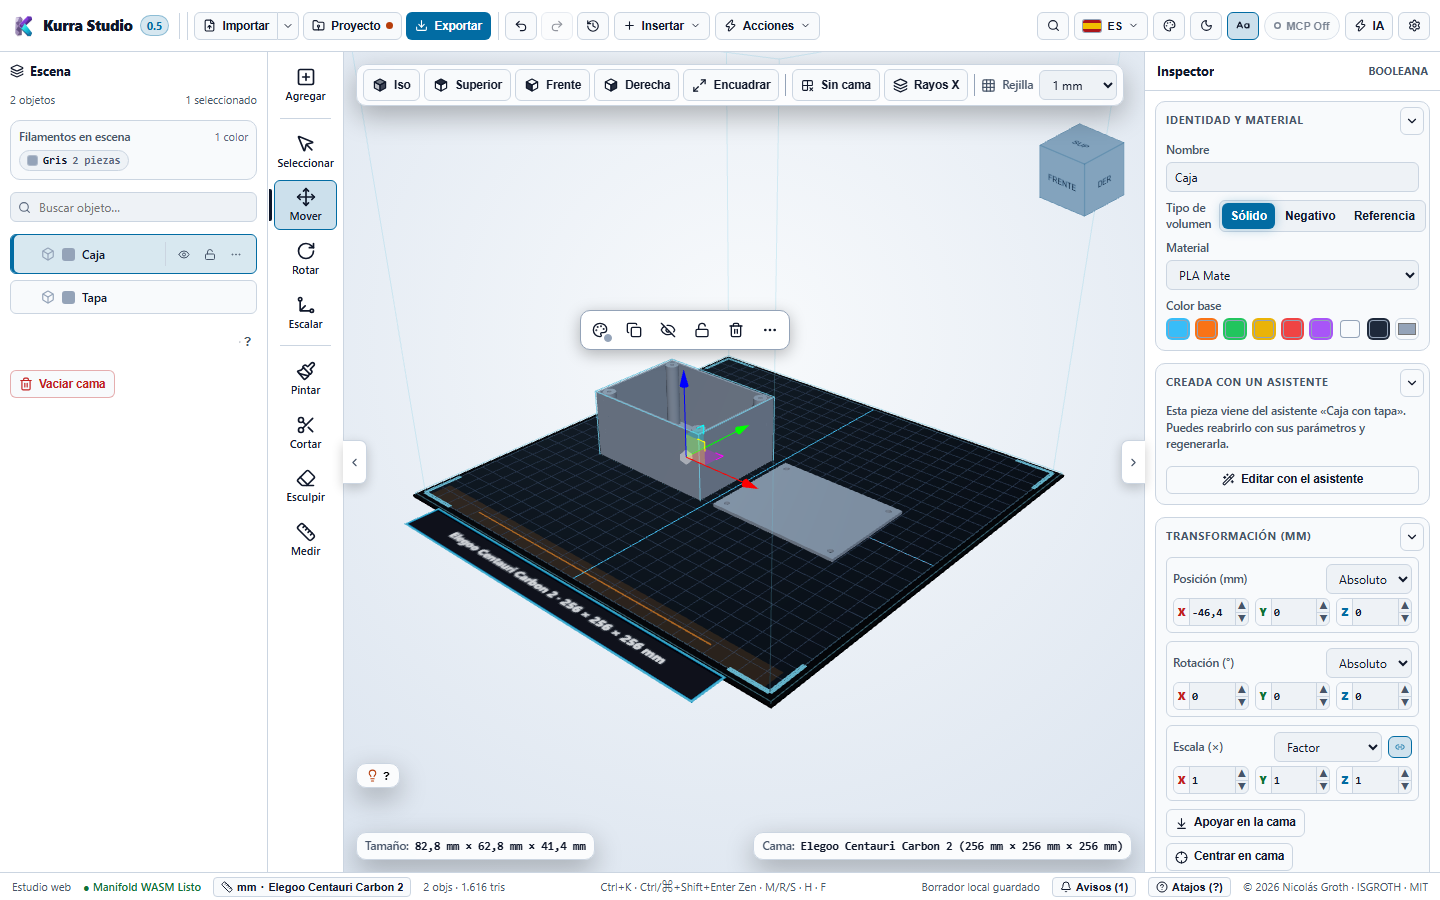 Kurra Studio 0.5
Importar
Proyecto
Exportar
Insertar
Acciones
ES
MCP Off
IA
Escena
2 objetos
1 seleccionado
Filamentos en escena
1 color
Gris 2 piezas
Buscar objeto...
Caja
Tapa
?
Vaciar cama
Agregar
Seleccionar
Mover
Rotar
Escalar
Pintar
Cortar
Esculpir
Medir
Iso
Superior
Frente
Derecha
Encuadrar
Sin cama
Rayos X
Rejilla
1 mm
SUP
FRENTE
DER
Elegoo Centauri Carbon 2 · 256 × 256 × 256 mm
?
Tamaño: 82,8 mm × 62,8 mm × 41,4 mm
Cama: Elegoo Centauri Carbon 2 (256 mm × 256 mm × 256 mm)
Inspector
BOOLEANA
IDENTIDAD Y MATERIAL
Nombre
Caja
Tipo de
volumen
Sólido
Negativo
Referencia
Material
PLA Mate
Color base
CREADA CON UN ASISTENTE
Esta pieza viene del asistente «Caja con tapa».
Puedes reabrirlo con sus parámetros y
regenerarla.
Editar con el asistente
TRANSFORMACIÓN (MM)
Posición (mm)
Absoluto
X -46,4
Y 0
Z 0
Rotación (°)
Absoluto
X 0
Y 0
Z 0
Escala (×)
Factor
X 1
Y 1
Z 1
Apoyar en la cama
Centrar en cama
Estudio web
Manifold WASM Listo
mm · Elegoo Centauri Carbon 2
2 objs · 1.616 tris
Ctrl+K · Ctrl/⌘+Shift+Enter Zen · M/R/S · H · F
Borrador local guardado
Avisos (1)
Atajos (?)
© 2026 Nicolás Groth · ISGROTH · MIT